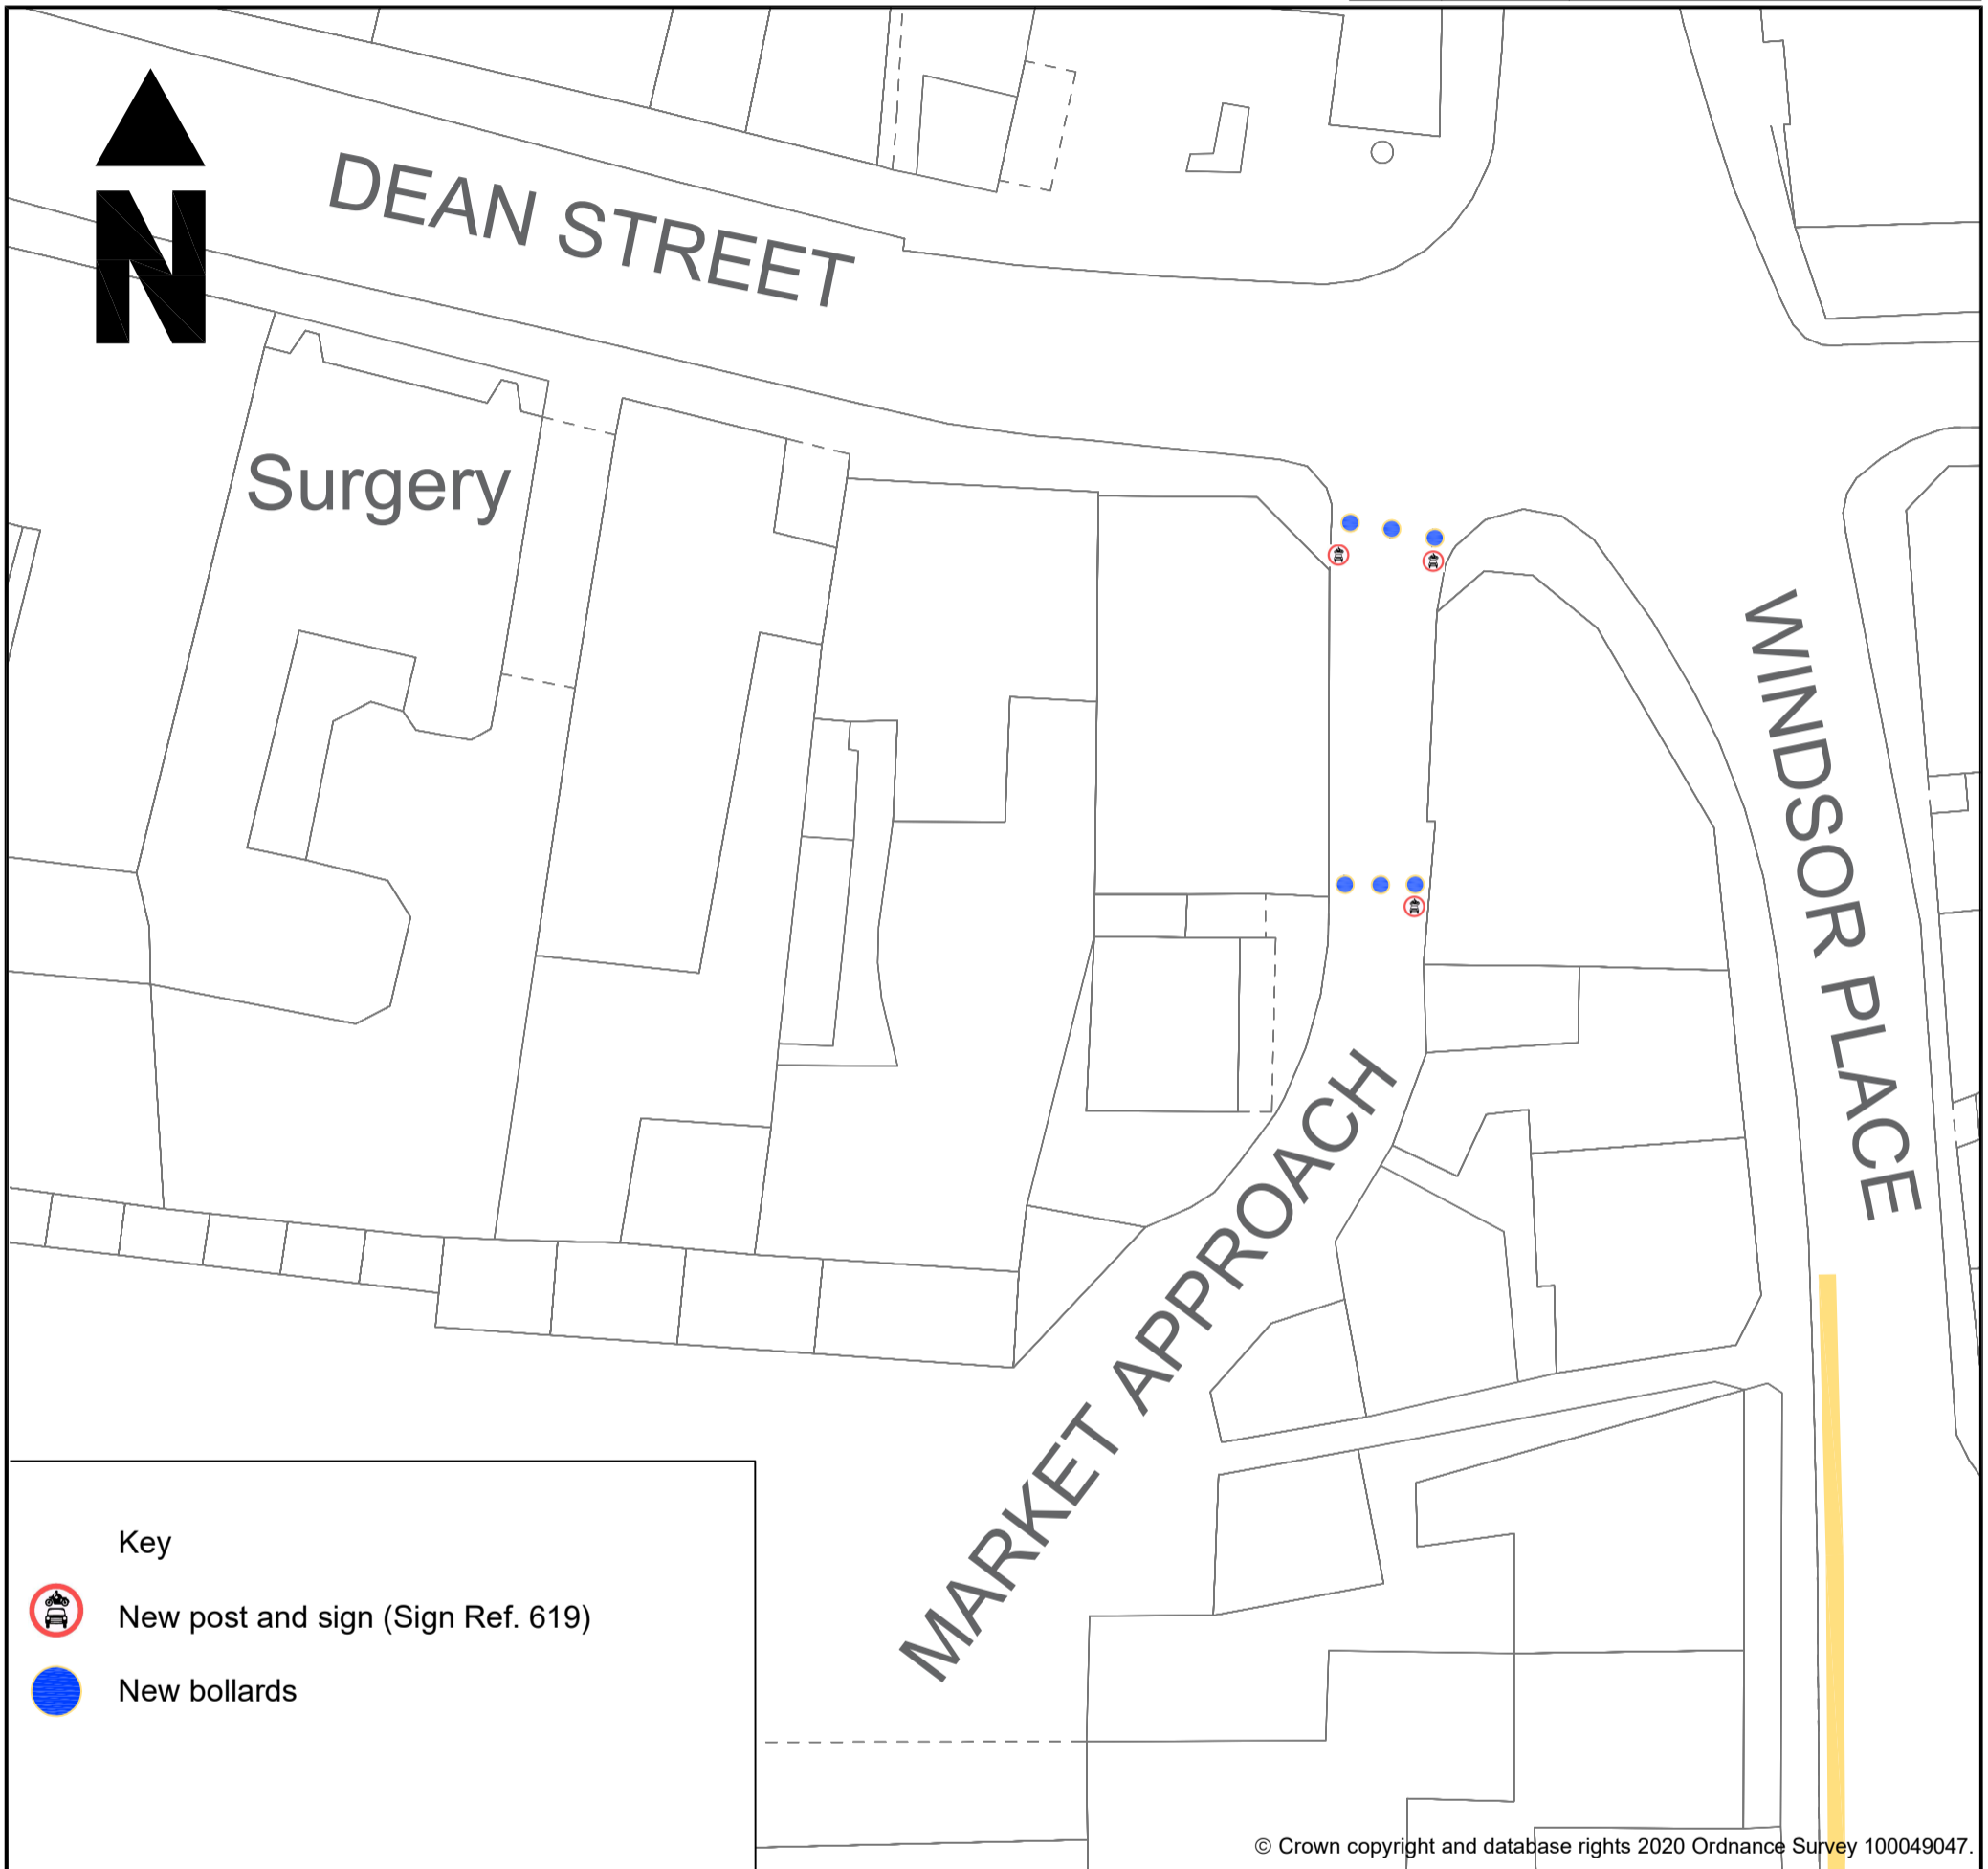 N
DEAN STREET
Surgery
WINDSOR PLACE
MARKET APPROACH
Key
New post and sign (Sign Ref. 619)
New bollards
© Crown copyright and database rights 2020 Ordnance Survey 100049047.